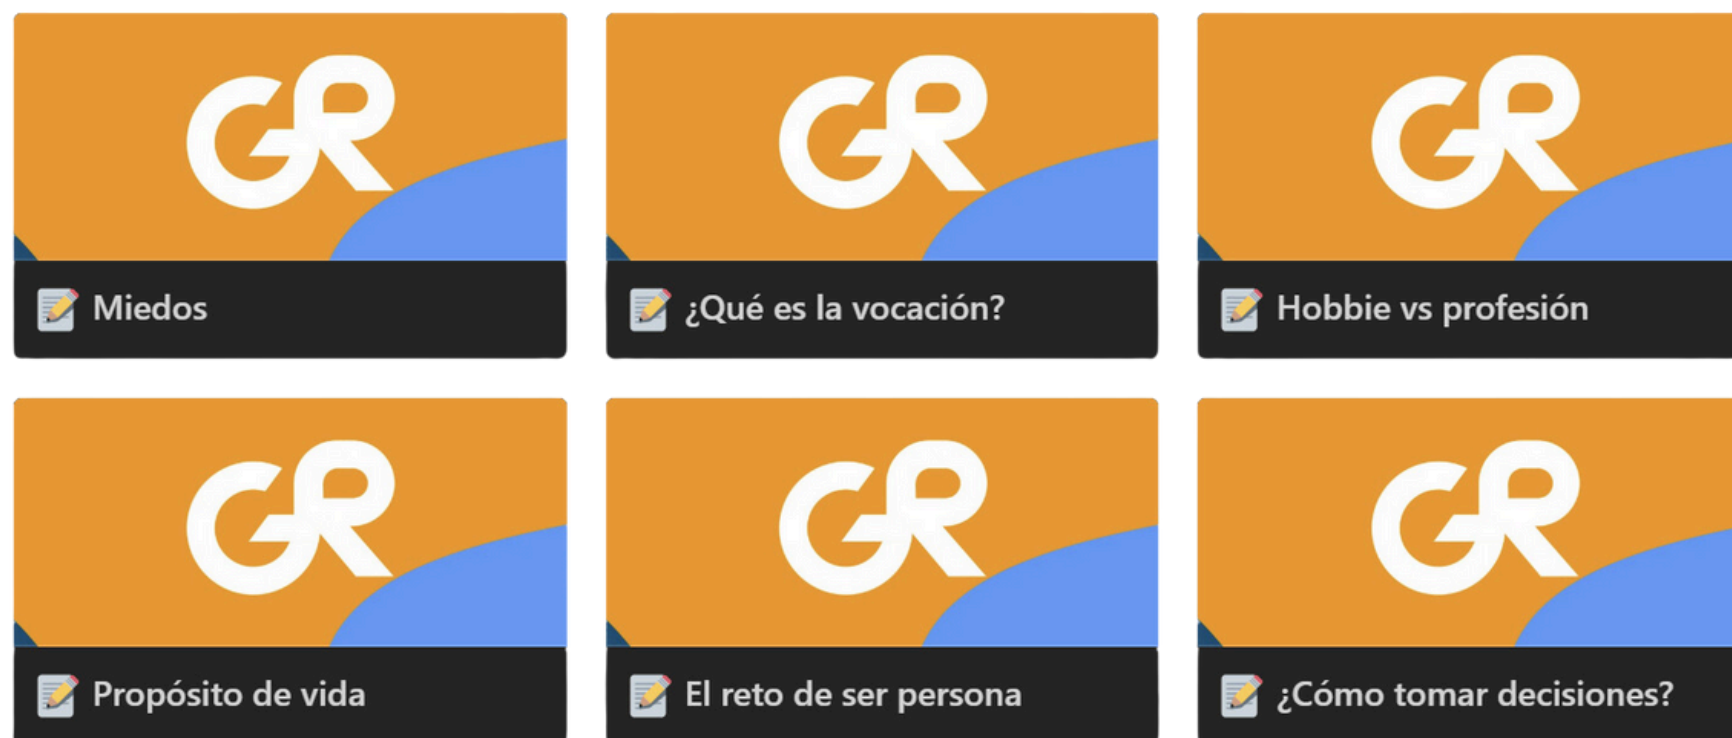 GR
GR
GR
Miedos
¿Qué es la vocación?
Hobbie vs profesión
GR
GR
GR
Propósito de vida
El reto de ser persona
¿Cómo tomar decisiones?